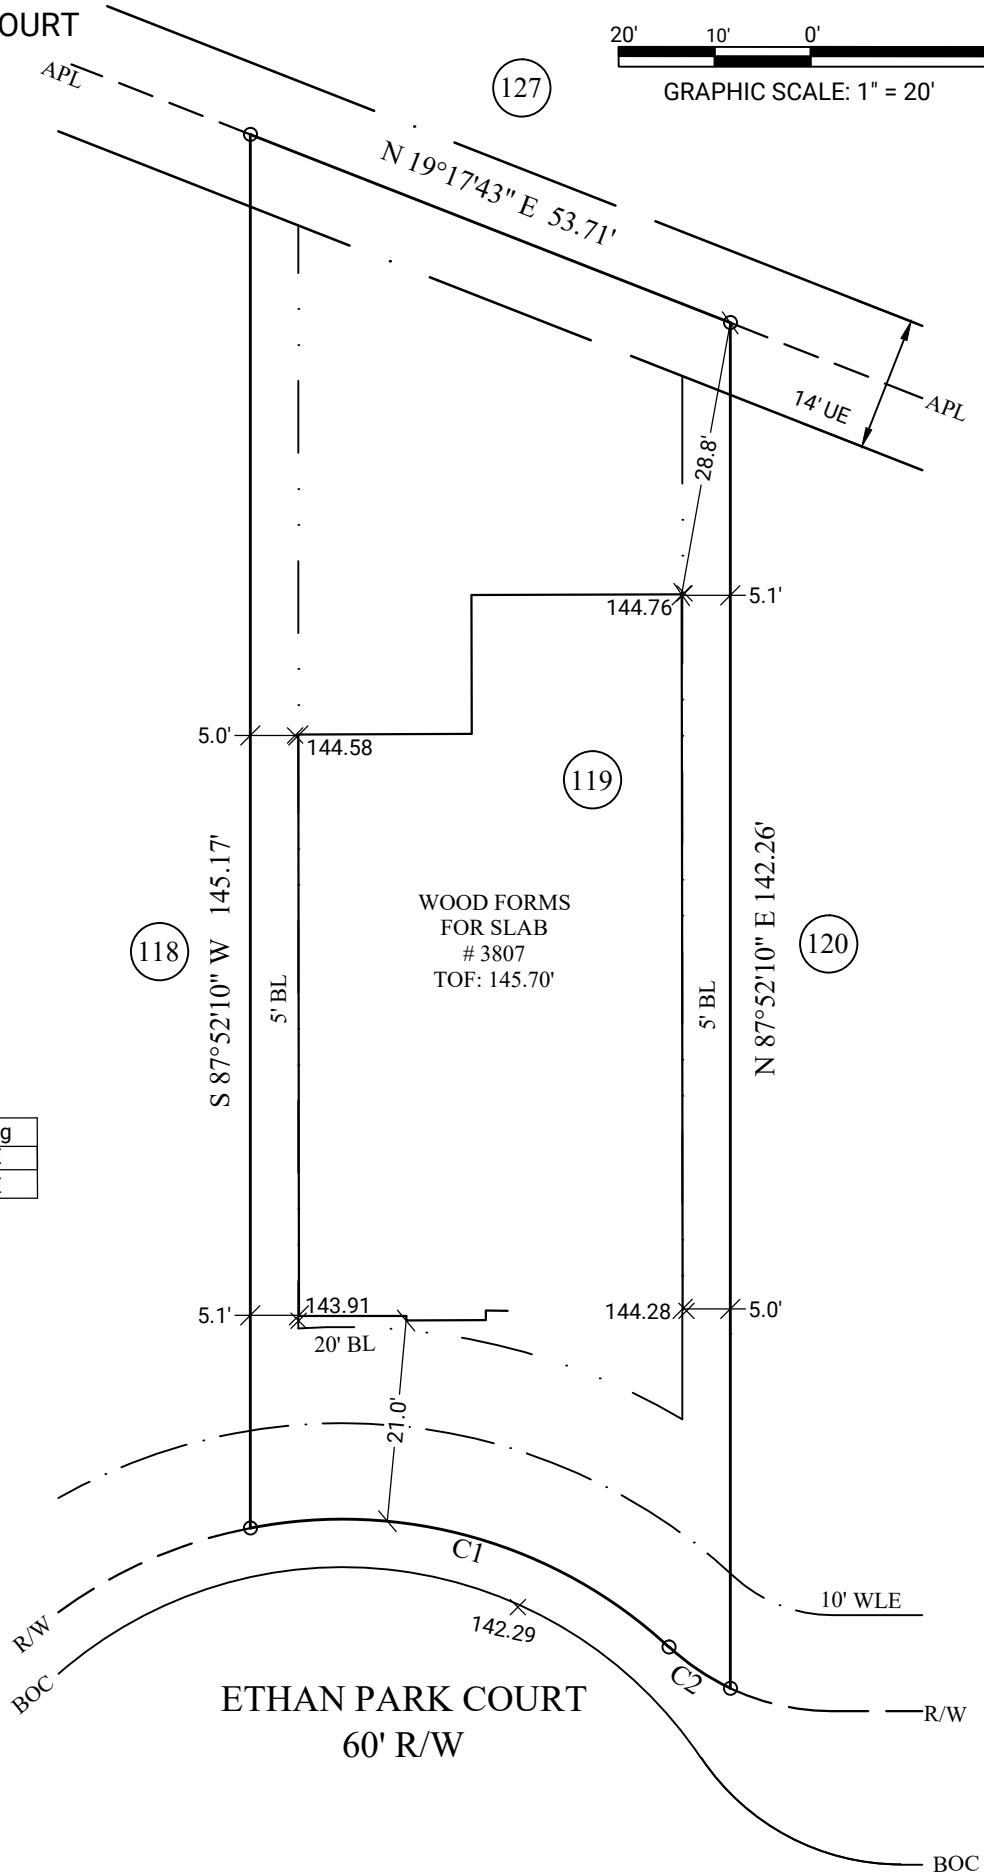 OURT
20' 10' 0'
GRAPHIC SCALE: 1" = 20'
APL
127
N 19°17'43" E 53.71'
14' UE
APL
28.8'
144.76
5.1'
5.0'
144.58
119
S 87°52'10" W 145.17'
N 87°52'10" E 142.26'
WOOD FORMS
FOR SLAB
# 3807
TOF: 145.70'
118
120
5' BL
5' BL
g
5.1'
143.91
144.28
5.0'
20' BL
21.0'
C1
10' WLE
142.29
R/W
BOC
C2
ETHAN PARK COURT
60' R/W
R/W
BOC